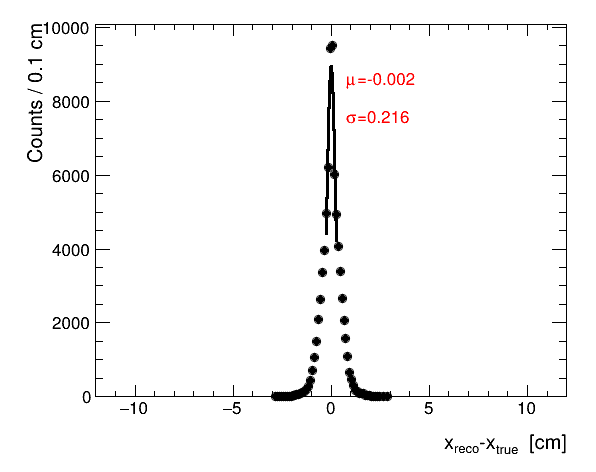 Counts / 0.1 cm
10000
8000
6000
4000
2000
0
μ=-0.002
σ=0.216
−10 −5 0 5 10
x_reco-x_true [cm]